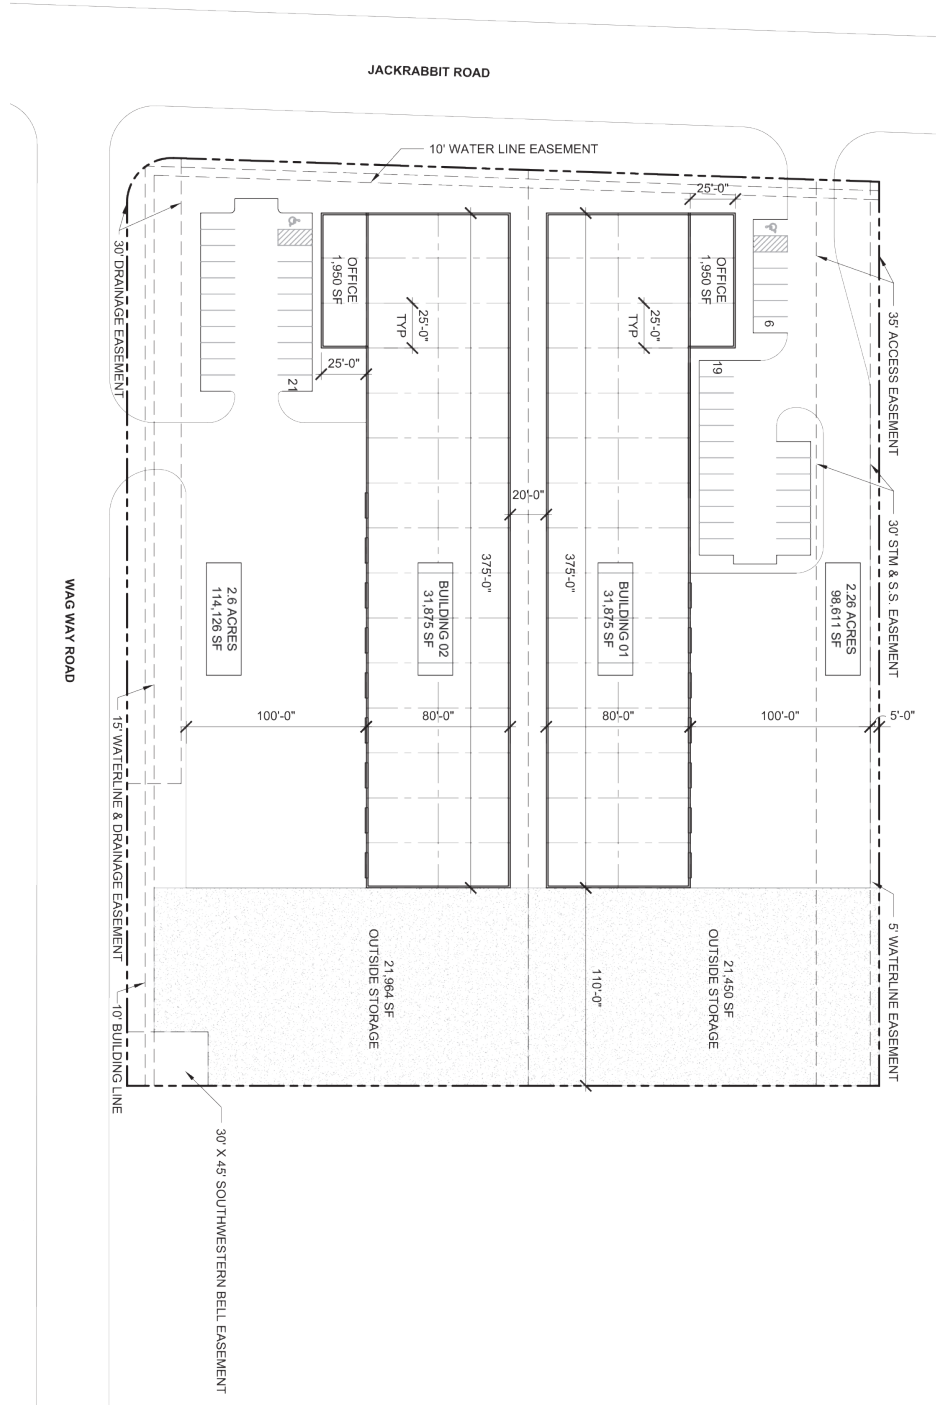 JACKRABBIT ROAD
10' WATER LINE EASEMENT
25'-0"
30' DRAINAGE EASEMENT
OFFICE
1,950 SF
OFFICE
1,950 SF
25'-0"
TYP
25'-0"
TYP
6
35' ACCESS EASEMENT
25'-0"
21
19
20'-0"
375'-0"
375'-0"
30' STM & S.S. EASEMENT
WAG WAY ROAD
2.6 ACRES
114,126 SF
BUILDING 02
31,875 SF
BUILDING 01
31,875 SF
2.26 ACRES
98,611 SF
100'-0"
80'-0"
80'-0"
100'-0"
5'-0"
15' WATERLINE & DRAINAGE EASEMENT
21,964 SF
OUTSIDE STORAGE
110'-0"
21,450 SF
OUTSIDE STORAGE
5' WATERLINE EASEMENT
10' BUILDING LINE
30' X 45' SOUTHWESTERN BELL EASEMENT